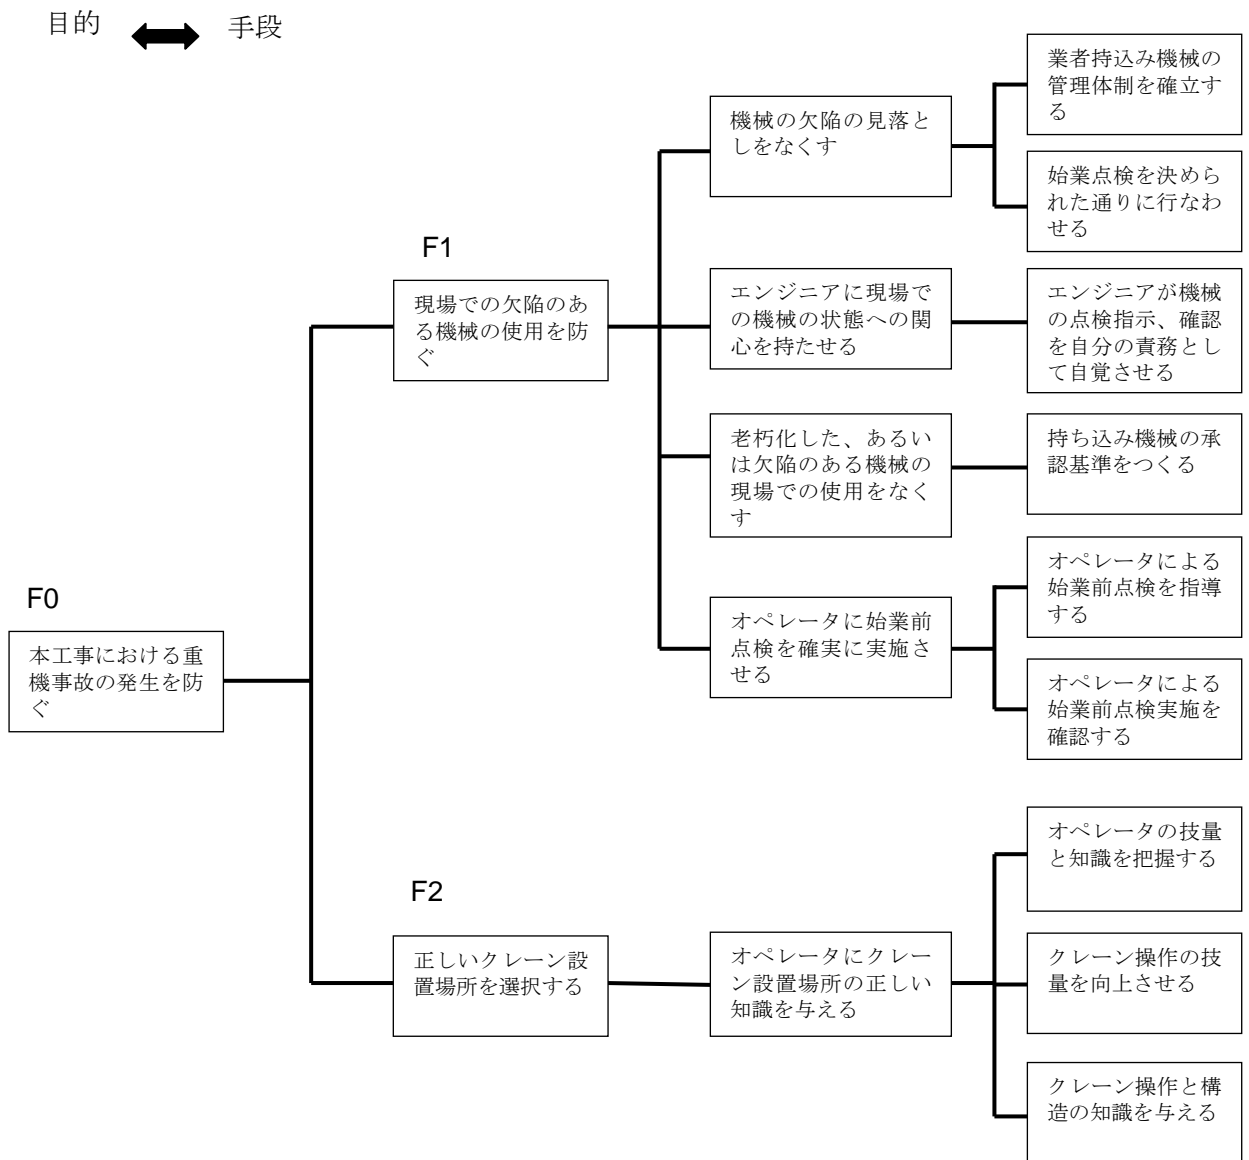 目的 手段
業者持込み機械の
管理体制を確立す
る
機械の欠陥の見落と
しをなくす
始業点検を決めら
れた通りに行なわ
せる
F1
現場での欠陥のあ
る機械の使用を防
ぐ
エンジニアに現場で
の機械の状態への関
心を持たせる
エンジニアが機械
の点検指示、確認
を自分の責務とし
て自覚させる
老朽化した、あるい
は欠陥のある機械の
現場での使用をなく
す
持ち込み機械の承
認基準をつくる
オペレータに始業前
点検を確実に実施さ
せる
オペレータによる
始業前点検を指導
する
オペレータによる
始業前点検実施を
確認する
F0
本工事における重
機事故の発生を防
ぐ
F2
正しいクレーン設
置場所を選択する
オペレータにクレー
ン設置場所の正しい
知識を与える
オペレータの技量
と知識を把握する
クレーン操作の技
量を向上させる
クレーン操作と構
造の知識を与える